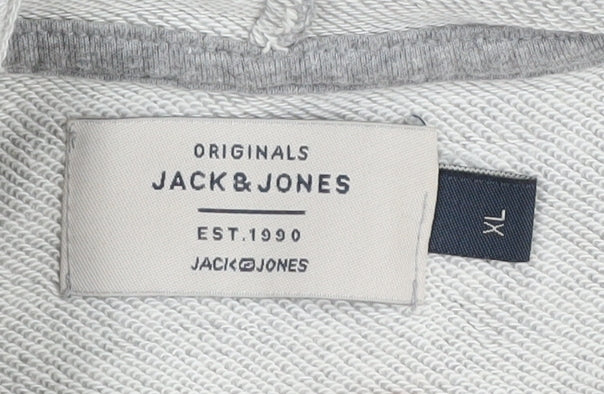 ORIGINALS
JACK & JONES
EST.1990
JACK JONES
XL